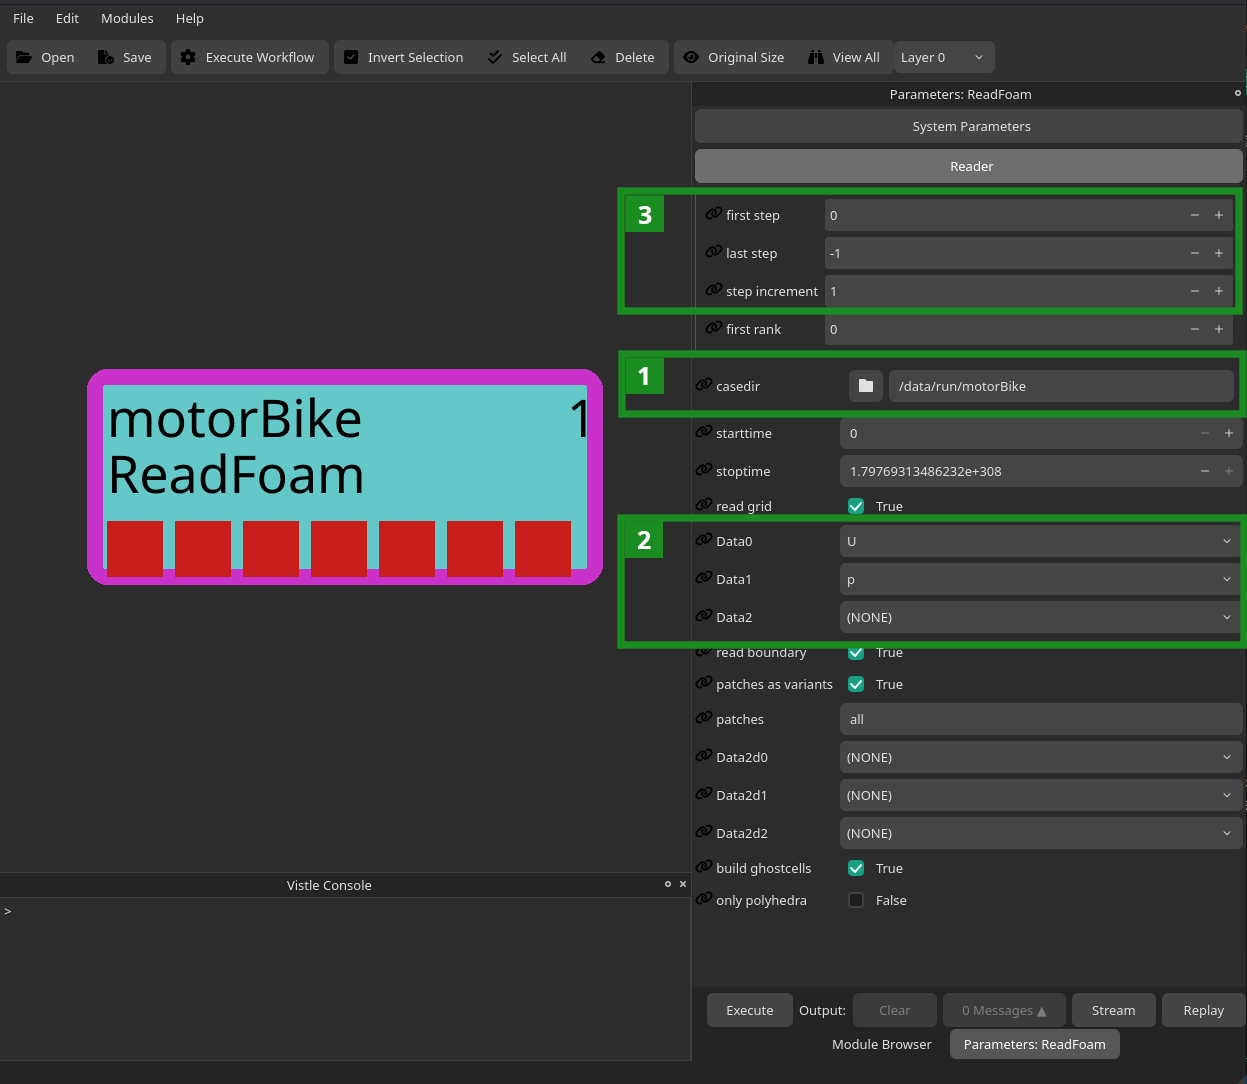 File Edit Modules Help
Open Save Execute Workflow Invert Selection Select All Delete Original Size View All Layer 0
Parameters: ReadFoam
System Parameters
Reader
3
first step 0
last step -1
step increment 1
first rank 0
1
casedir /data/run/motorBike
starttime 0
stoptime 1.79769313486232e+308
read grid True
2
Data0 U
Data1 p
Data2 (NONE)
read boundary True
patches as variants True
patches all
Data2d0 (NONE)
Data2d1 (NONE)
Data2d2 (NONE)
build ghostcells True
only polyhedra False
motorBike 1
ReadFoam
Vistle Console
>
Execute Output: Clear 0 Messages ▲ Stream Replay
Module Browser Parameters: ReadFoam